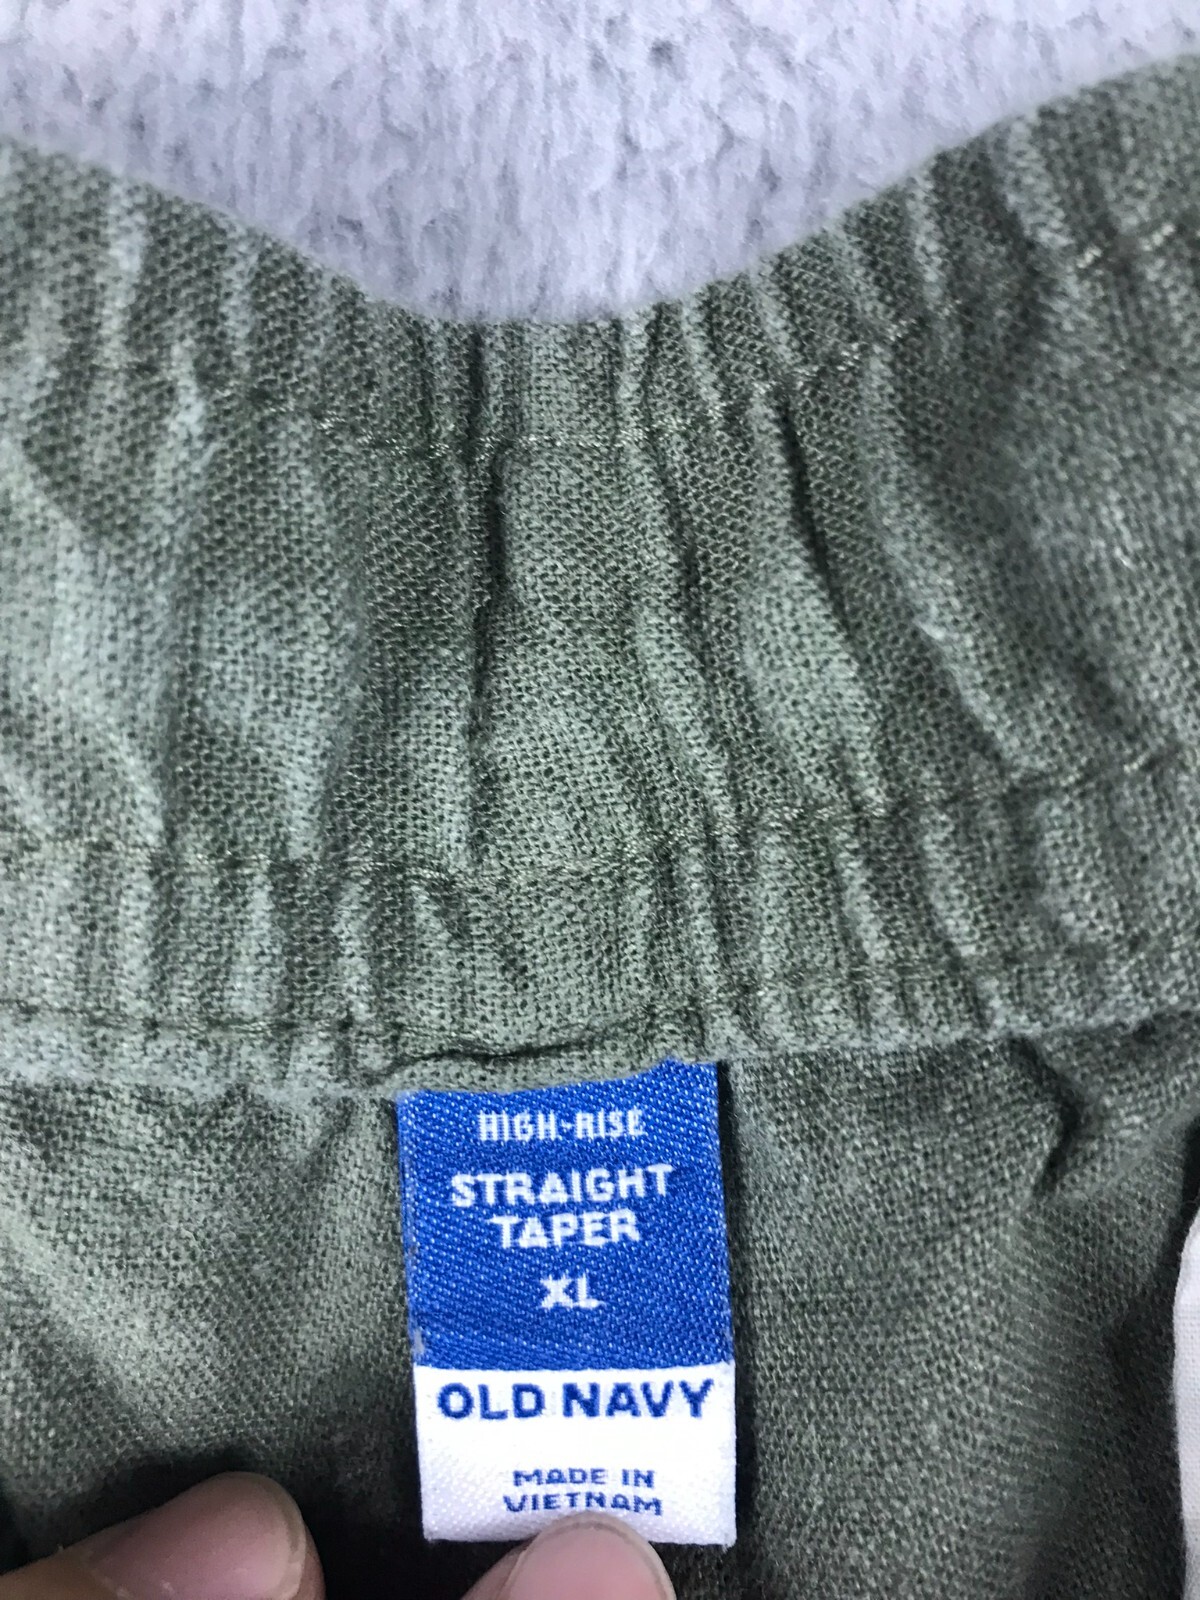 HIGH-RISE
STRAIGHT
TAPER
XL
OLD NAVY
MADE IN
VIETNAM